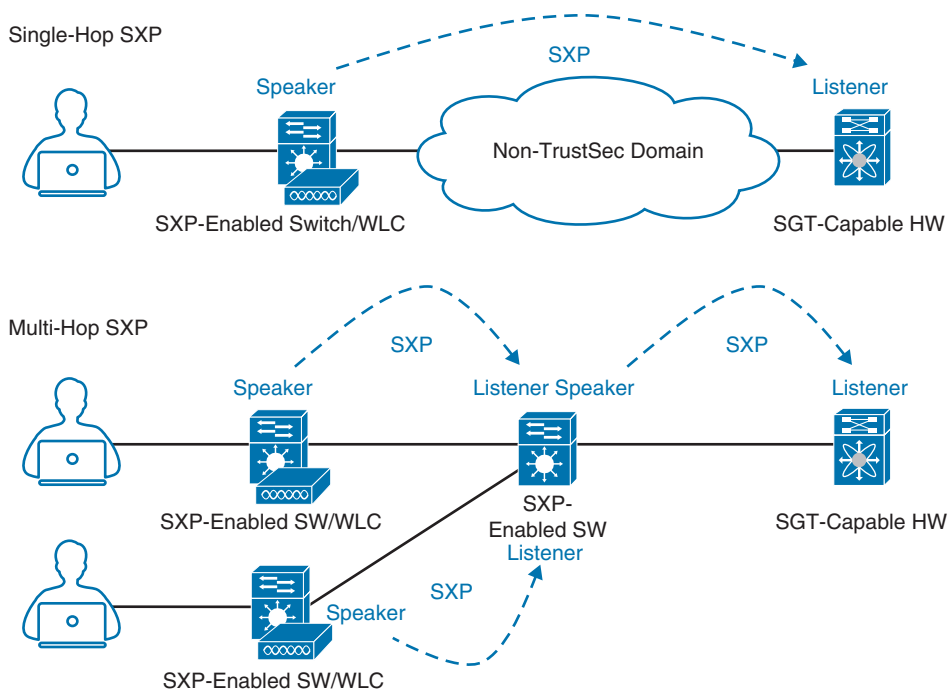 Single-Hop SXP
SXP
Speaker
Listener
Non-TrustSec Domain
SXP-Enabled Switch/WLC
SGT-Capable HW
Multi-Hop SXP
SXP
SXP
Speaker
Listener Speaker
Listener
SXP-Enabled SW/WLC
SXP-
Enabled SW
SGT-Capable HW
Listener
SXP
Speaker
SXP-Enabled SW/WLC